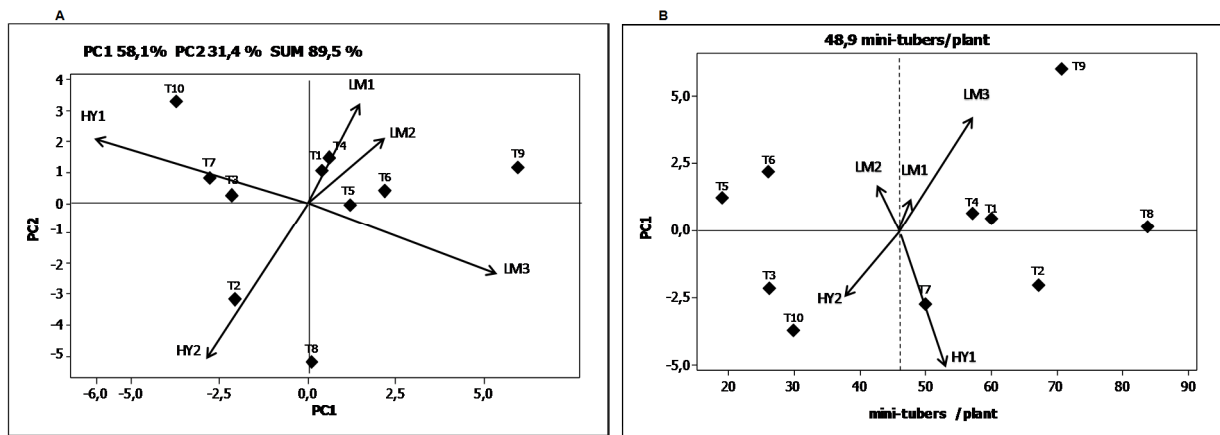 A
PC1 58,1% PC2 31,4 % SUM 89,5 %
4
3
2
1
0
-1
-2
-3
-4
-5
PC2
T10
LM1
HY1
T4
LM2
T1
T9
T7
T3
T6
T5
LM3
T2
HY2
T8
-6,0
-5,0
-2,5
0,0
2,5
5,0
PC1
B
48,9 mini-tubers/plant
5,0
2,5
0,0
-2,5
-5,0
PC1
T9
LM3
T6
LM2
LM1
T5
T4
T1
T8
T3
T2
HY2
T7
T10
HY1
20
30
40
50
60
70
80
90
mini-tubers /plant